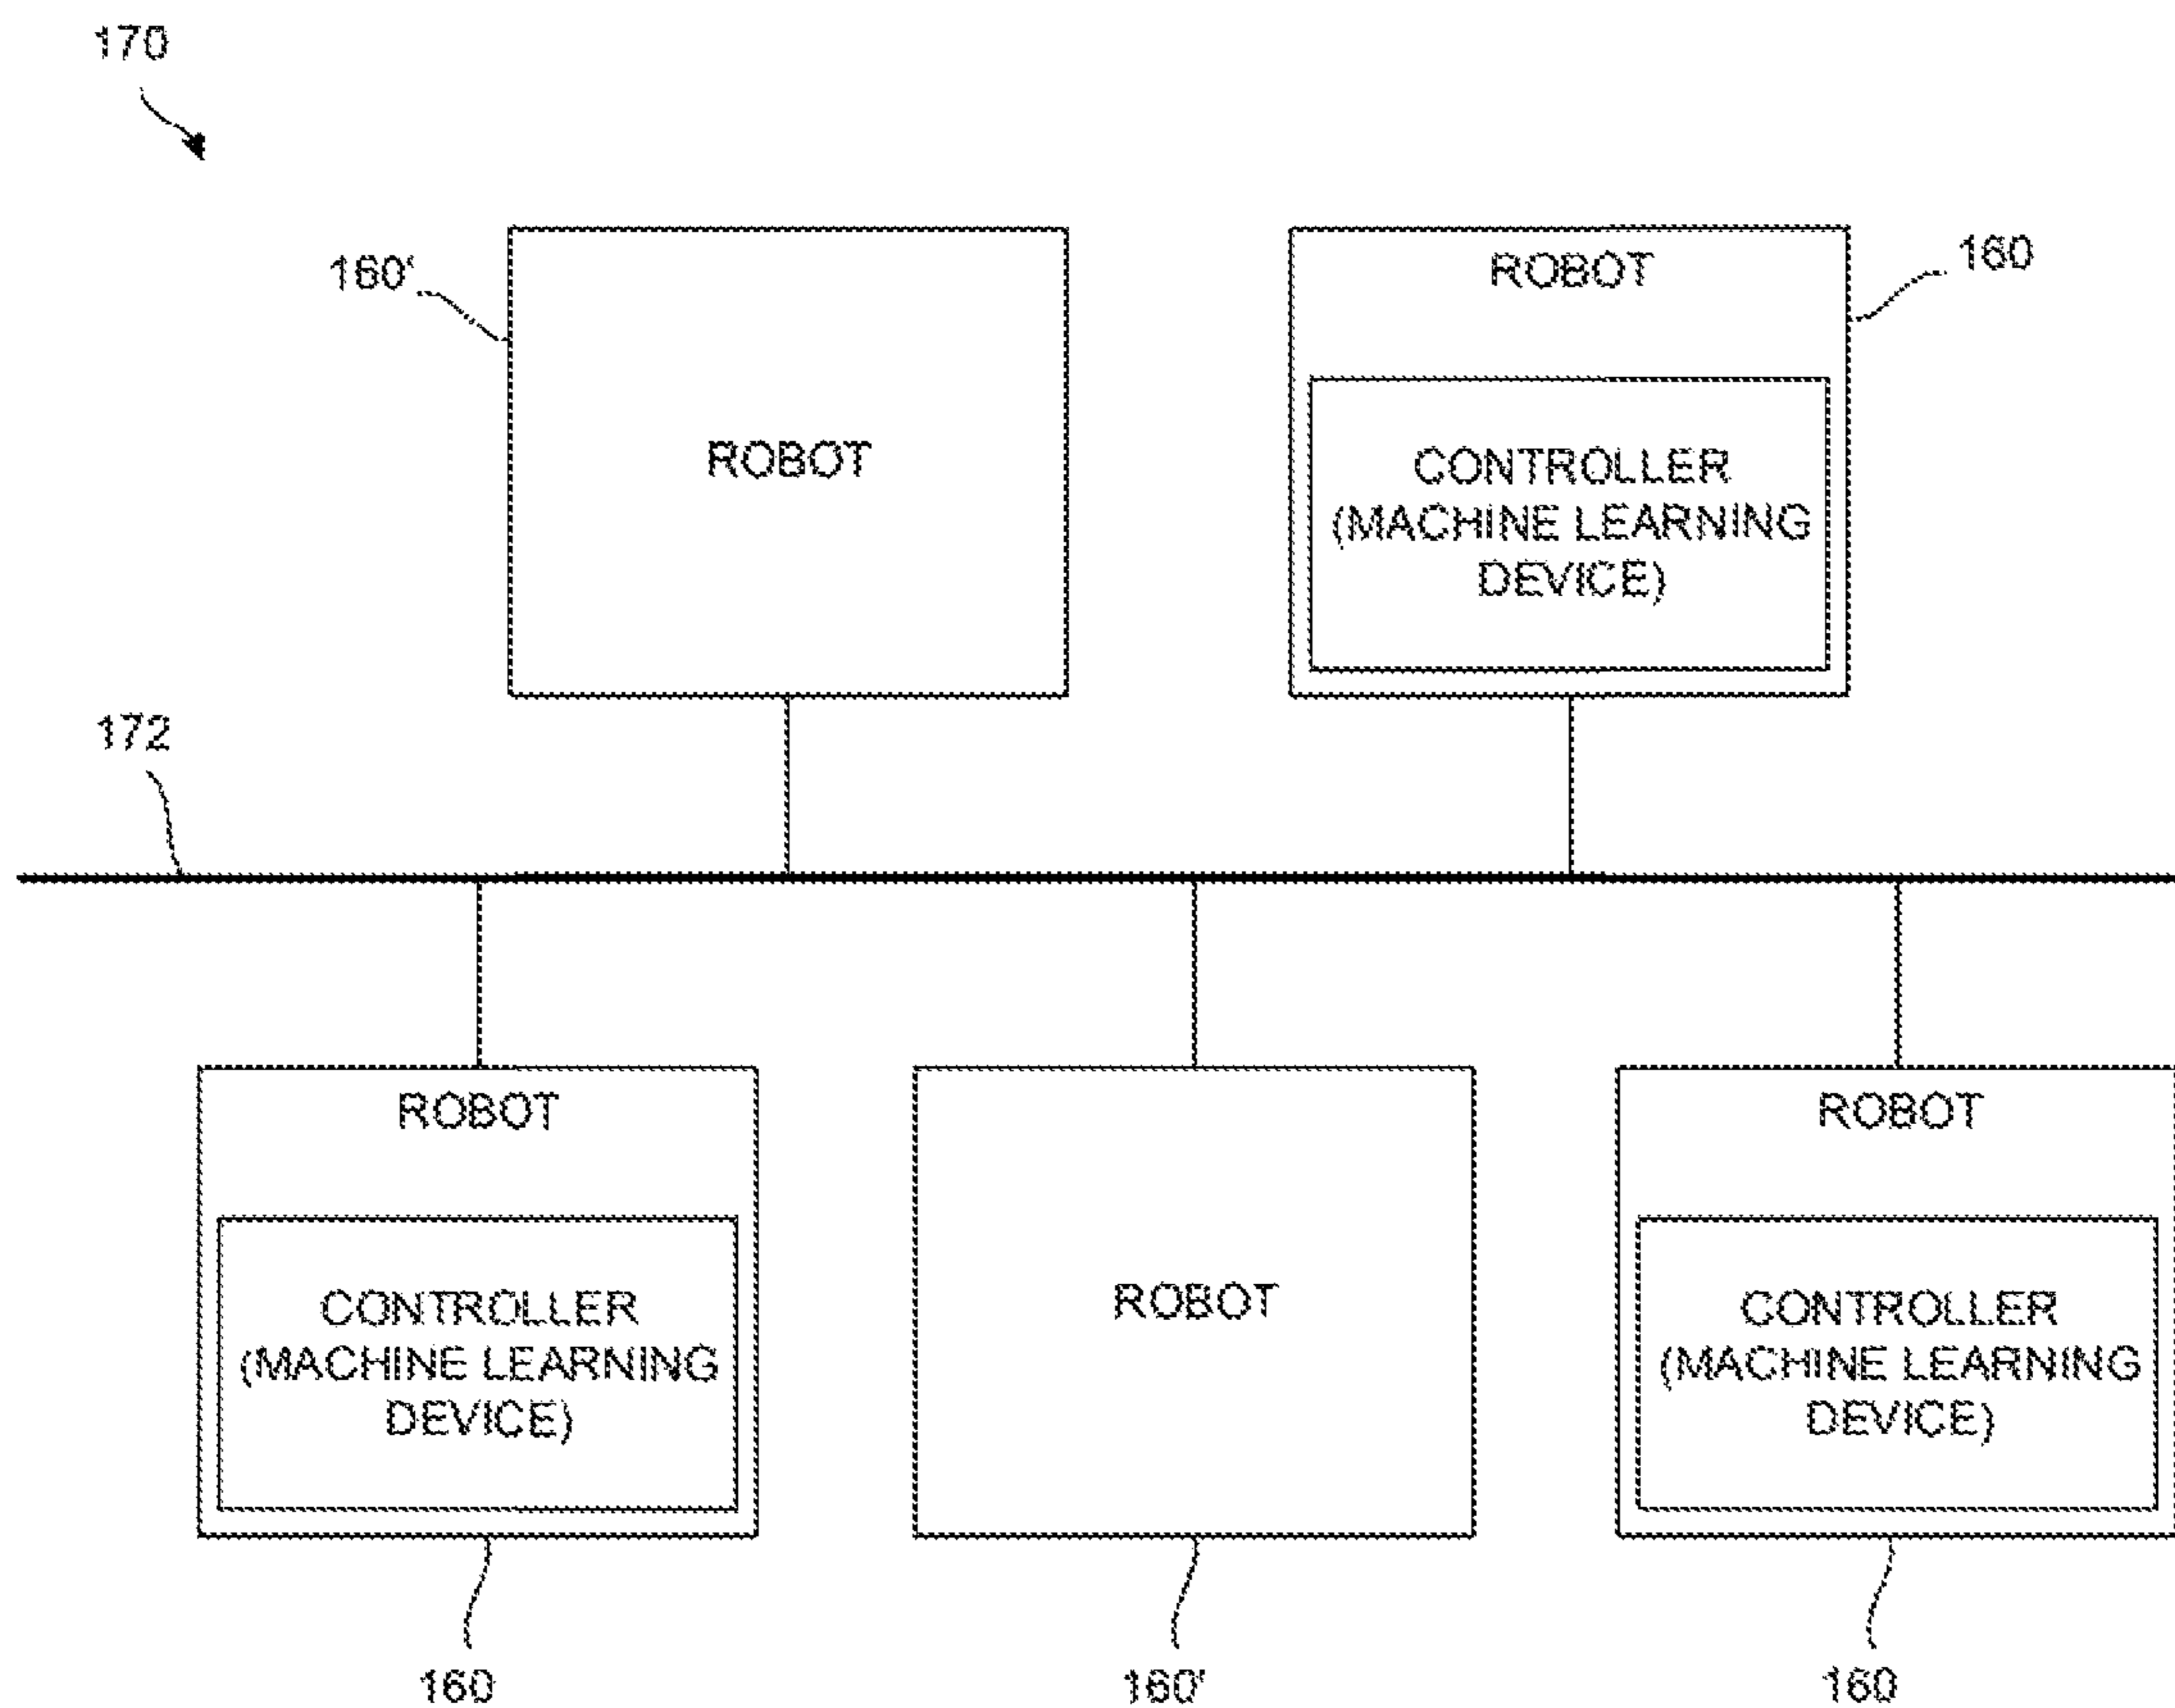 170
160'
ROBOT
ROBOT
160
CONTROLLER
(MACHINE LEARNING
DEVICE)
172
ROBOT
CONTROLLER
(MACHINE LEARNING
DEVICE)
ROBOT
ROBOT
CONTROLLER
(MACHINE LEARNING
DEVICE)
160
160'
160